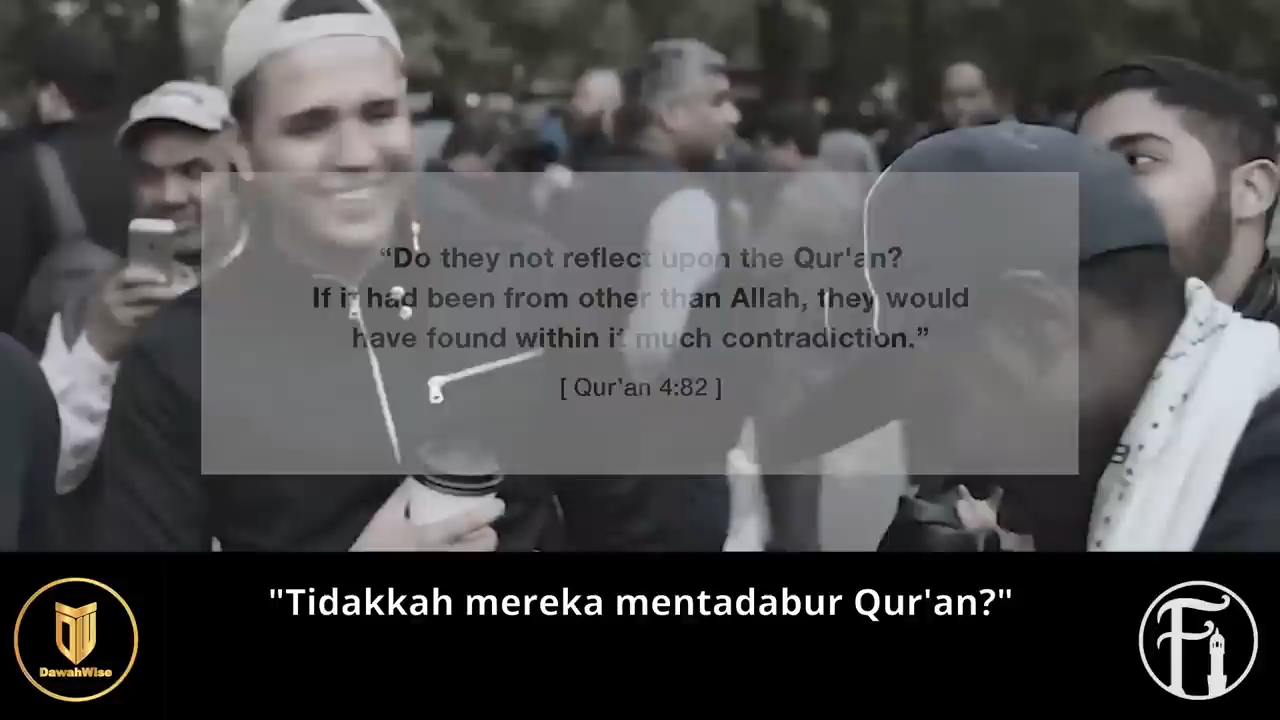 “Do they not reflect upon the Qur'an?
If it had been from other than Allah, they would
have found within it much contradiction.”
[ Qur'an 4:82 ]
"Tidakkah mereka mentadabur Qur'an?"
DawahWise
Fi